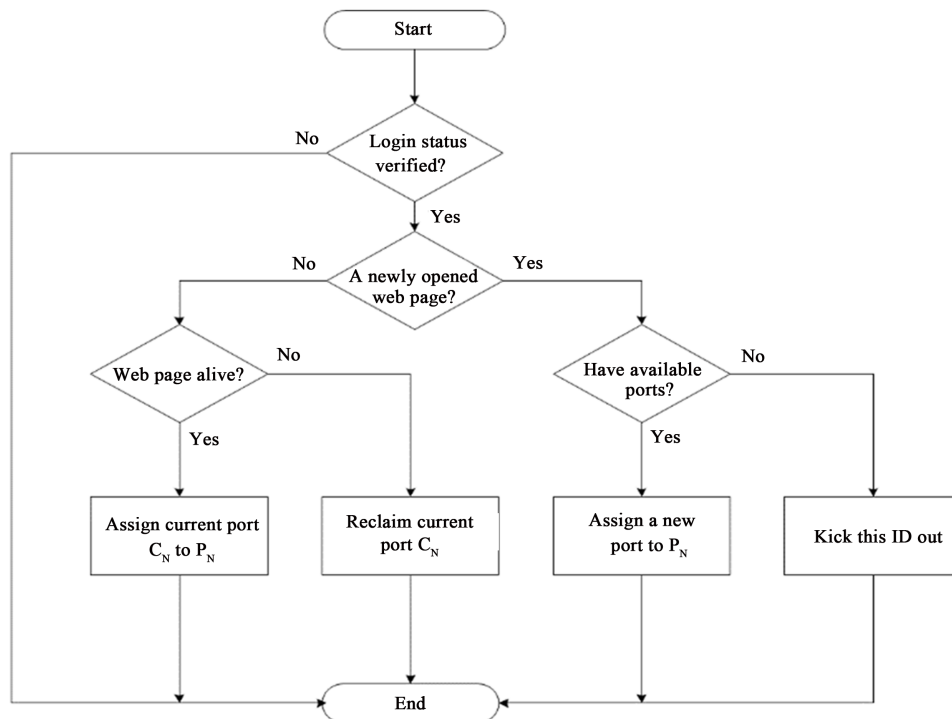 Start
No
Login status
verified?
Yes
No
A newly opened
web page?
Yes
Web page alive?
No
Have available
ports?
No
Yes
Yes
Assign current port
C_N to P_N
Reclaim current
port C_N
Assign a new
port to P_N
Kick this ID out
End